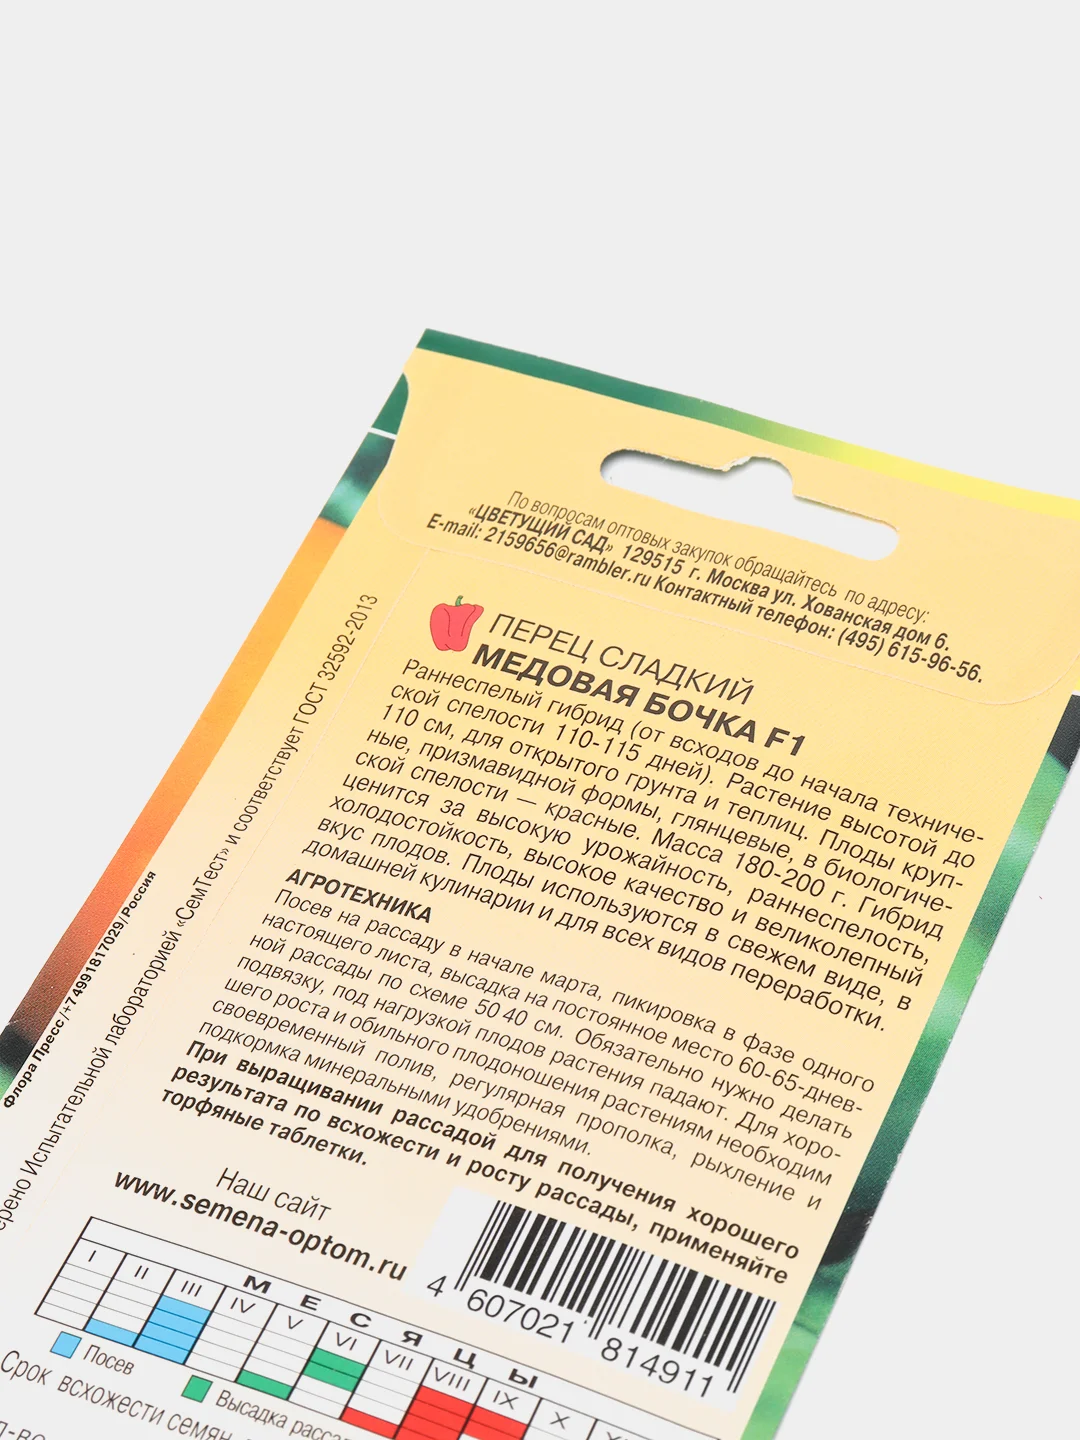 По вопросам оптовых закупок обращайтесь по адресу:
«ЦВЕТУЩИЙ САД» 129515 г. Москва ул. Хованская дом 6.
E-mail: 2159656@rambler.ru Контактный телефон: (495) 615-96-56.
ПЕРЕЦ СЛАДКИЙ
МЕДОВАЯ БОЧКА F1
Раннеспелый гибрид (от всходов до начала техниче-
ской спелости 110-115 дней). Растение высотой до
110 см, для открытого грунта и теплиц. Плоды круп-
ные, призмавидной формы, глянцевые, в биологиче-
ской спелости — красные. Масса 180-200 г. Гибрид
ценится за высокую урожайность, раннеспелость,
холодостойкость, высокое качество и великолепный
вкус плодов. Плоды используются в свежем виде, в
домашней кулинарии и для всех видов переработки.
АГРОТЕХНИКА
Посев на рассаду в начале марта, пикировка в фазе одного
настоящего листа, высадка на постоянное место 60-65-днев-
ной рассады по схеме 50 40 см. Обязательно нужно делать
подвязку, под нагрузкой плодов растения падают. Для хоро-
шего роста и обильного плодоношения растениям необходим
своевременный полив, регулярная прополка, рыхление и
подкормка минеральными удобрениями.
При выращивании рассадой для получения хорошего
результата по всхожести и росту рассады, применяйте
торфяные таблетки.
Наш сайт
www.semena-optom.ru
4 607021 814911
МЕСЯЦЫ
I II III IV V VI VII VIII IX X
Посев
Высадка расса
Срок всхожести семян
Флора Пресс/+74991817029/Россия
ерено Испытательной лабораторией «СемТест» и соответствует ГОСТ 32592-2013